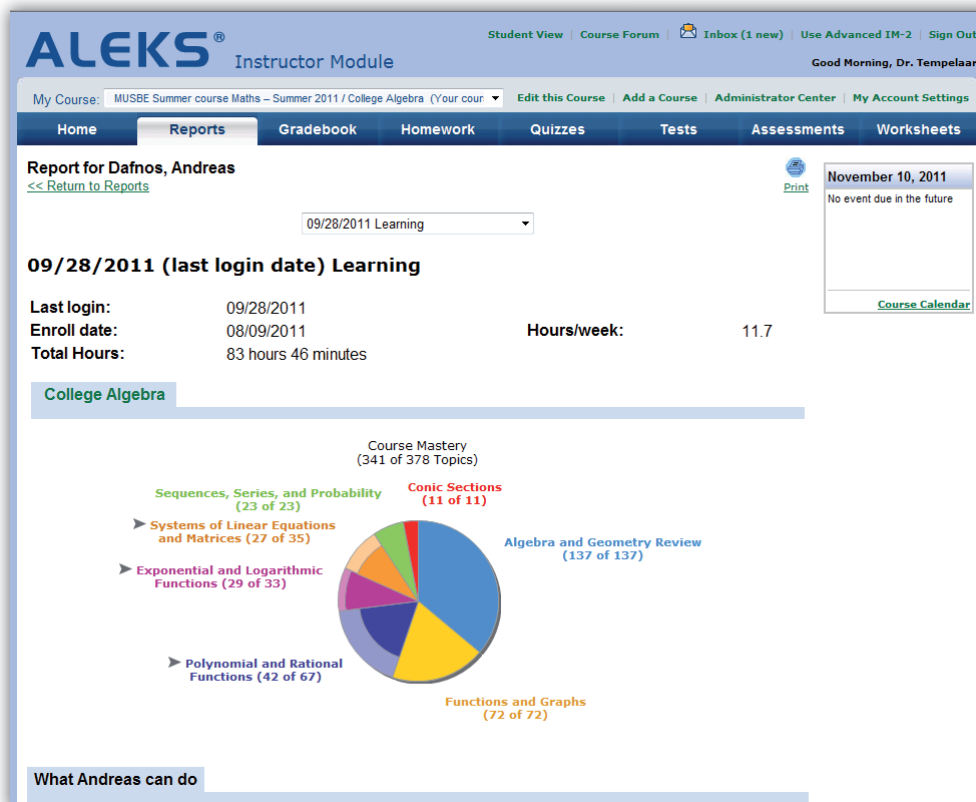 ALEKS® Instructor Module
Student View | Course Forum | Inbox (1 new) | Use Advanced IM-2 | Sign Out
Good Morning, Dr. Tempelaar
My Course: MUSBE Summer course Maths – Summer 2011 / College Algebra (Your cour
Edit this Course | Add a Course | Administrator Center | My Account Settings
Home Reports Gradebook Homework Quizzes Tests Assessments Worksheets
Report for Dafnos, Andreas
<< Return to Reports
Print
November 10, 2011
No event due in the future
Course Calendar
09/28/2011 Learning
09/28/2011 (last login date) Learning
Last login: 09/28/2011
Enroll date: 08/09/2011 Hours/week: 11.7
Total Hours: 83 hours 46 minutes
College Algebra
Course Mastery
(341 of 378 Topics)
Sequences, Series, and Probability
(23 of 23)
Conic Sections
(11 of 11)
Systems of Linear Equations
and Matrices (27 of 35)
Algebra and Geometry Review
(137 of 137)
Exponential and Logarithmic
Functions (29 of 33)
Polynomial and Rational
Functions (42 of 67)
Functions and Graphs
(72 of 72)
What Andreas can do